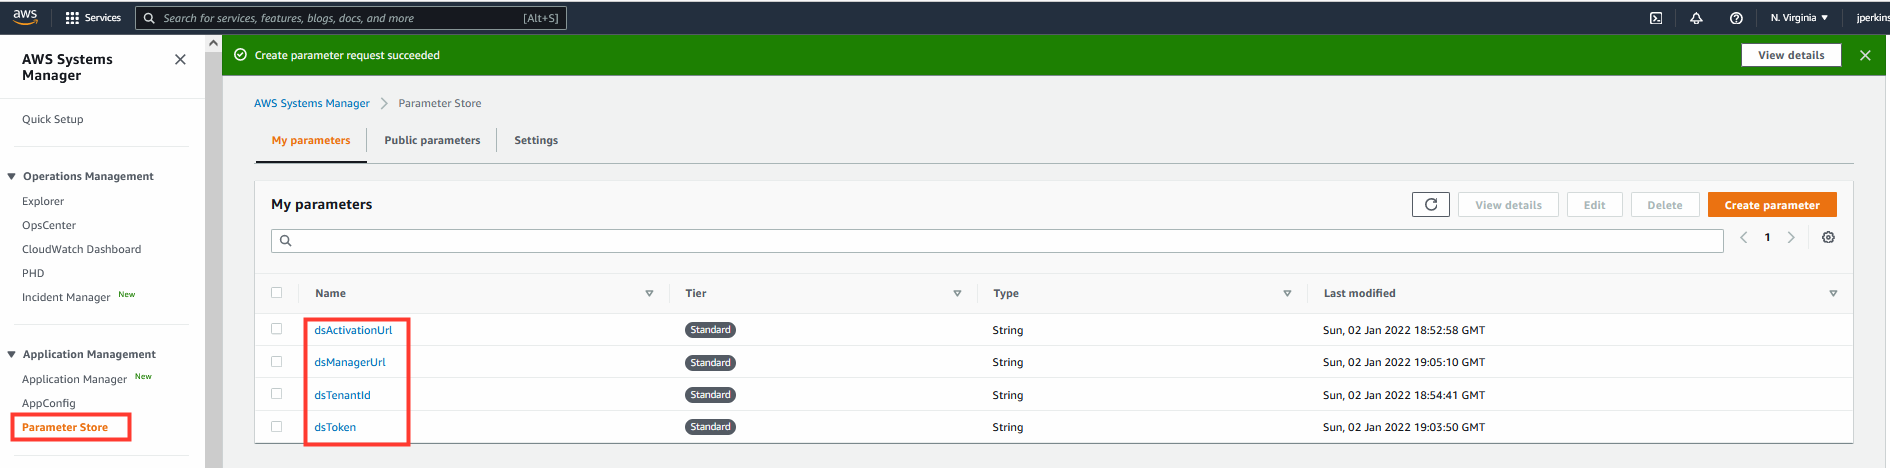 aws
Services
Search for services, features, blogs, docs, and more
[Alt+S]
N. Virginia
jperkins
AWS Systems
Manager
Quick Setup
Operations Management
Explorer
OpsCenter
CloudWatch Dashboard
PHD
Incident Manager New
Application Management
Application Manager New
AppConfig
Parameter Store
Create parameter request succeeded
View details
AWS Systems Manager > Parameter Store
My parameters
Public parameters
Settings
My parameters
View details
Edit
Delete
Create parameter
1
Name Tier Type Last modified
dsActivationUrl Standard String Sun, 02 Jan 2022 18:52:58 GMT
dsManagerUrl Standard String Sun, 02 Jan 2022 19:05:10 GMT
dsTenantId Standard String Sun, 02 Jan 2022 18:54:41 GMT
dsToken Standard String Sun, 02 Jan 2022 19:03:50 GMT